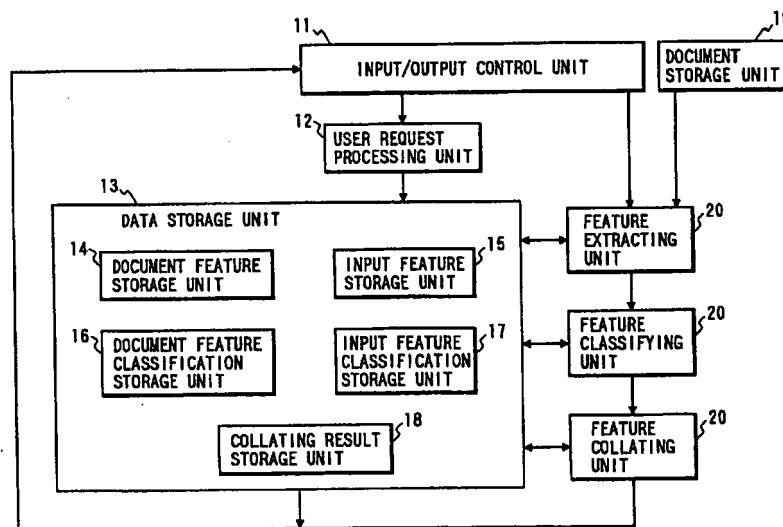 11
INPUT/OUTPUT CONTROL UNIT
DOCUMENT
STORAGE UNIT
12
USER REQUEST
PROCESSING UNIT
13
DATA STORAGE UNIT
14
DOCUMENT FEATURE
STORAGE UNIT
15
INPUT FEATURE
STORAGE UNIT
20
FEATURE
EXTRACTING
UNIT
16
DOCUMENT FEATURE
CLASSIFICATION
STORAGE UNIT
17
INPUT FEATURE
CLASSIFICATION
STORAGE UNIT
20
FEATURE
CLASSIFYING
UNIT
18
COLLATING RESULT
STORAGE UNIT
20
FEATURE
COLLATING
UNIT